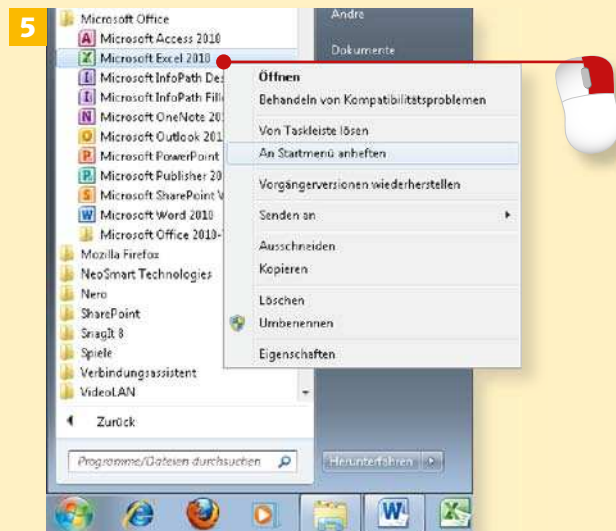 5
Microsoft Office
Microsoft Access 2010
Microsoft Excel 2010
Microsoft InfoPath De
Microsoft InfoPath Fill
Microsoft OneNote 20
Microsoft Outlook 201
Microsoft PowerPoint
Microsoft Publisher 20
Microsoft SharePoint
Microsoft Word 2010
Microsoft Office 2010-
Mozilla Firefox
NeoSmart Technologies
Nero
SharePoint
SnagIt 8
Spiele
Verbindungsassistent
VideoLAN
Zurück
Programme/Dateien durchsuchen
Andre
Dokumente
Öffnen
Behandeln von Kompatibilitätsproblemen
Von Taskleiste lösen
An Startmenü anheften
Vorgängerversionen wiederherstellen
Senden an
Ausschneiden
Kopieren
Löschen
Umbenennen
Eigenschaften
Herunterfahren